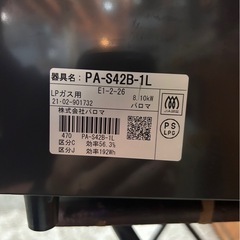 器具名: PA-S42B-1L
E1-2-26
LPガス用 8.10kW
21・02-901732 パロマ
株式会社パロマ
PS
LPG
470 PA-S42B-1L
区分C 効率56.3%
区分J 効率192Wh